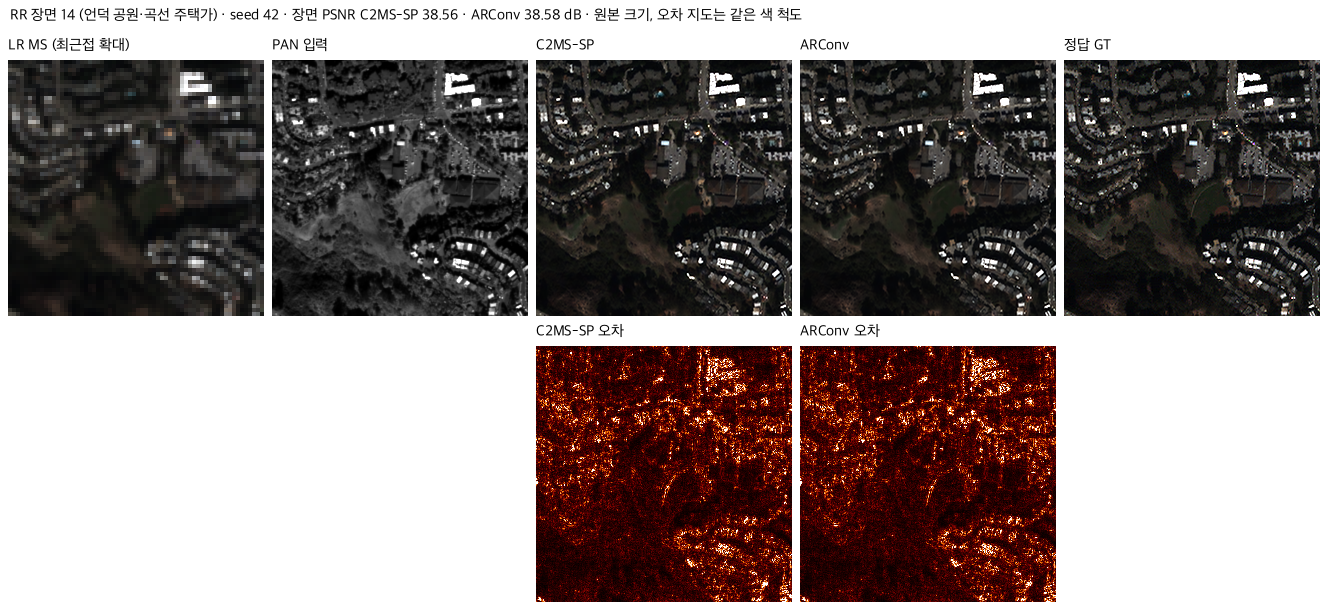 RR 장면 14 (언덕 공원·곡선 주택가) · seed 42 · 장면 PSNR C2MS-SP 38.56 · ARConv 38.58 dB · 원본 크기, 오차 지도는 같은 색 척도
LR MS (최근접 확대)
PAN 입력
C2MS-SP
ARConv
정답 GT
C2MS-SP 오차
ARConv 오차